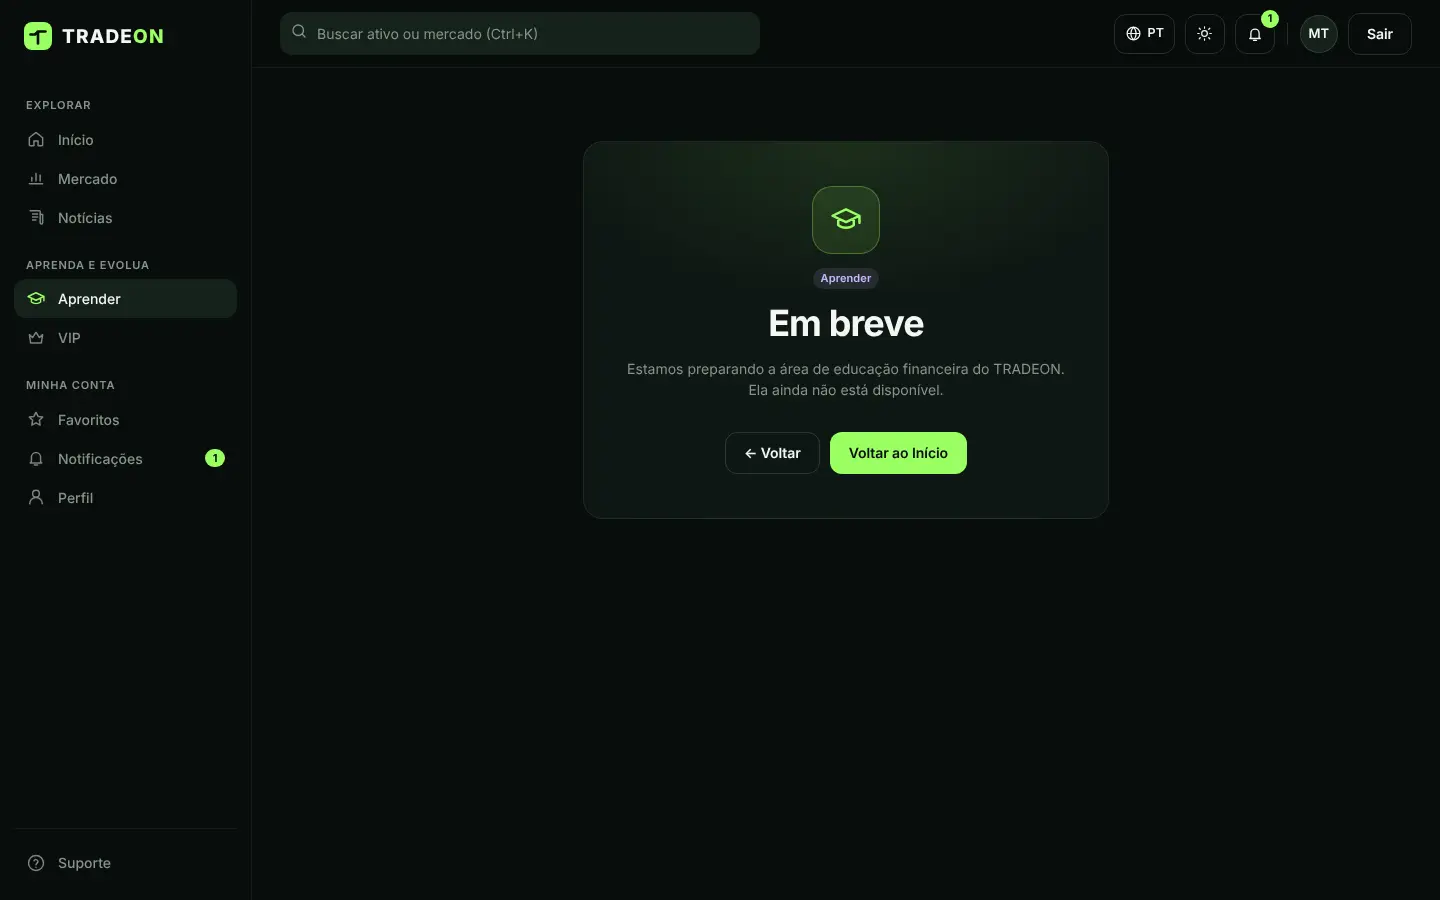 TRADEON
Buscar ativo ou mercado (Ctrl+K)
PT
1
MT
Sair
EXPLORAR
Início
Mercado
Notícias
APRENDA E EVOLUA
Aprender
VIP
MINHA CONTA
Favoritos
Notificações 1
Perfil
Suporte
Aprender
Em breve
Estamos preparando a área de educação financeira do TRADEON.
Ela ainda não está disponível.
← Voltar
Voltar ao Início